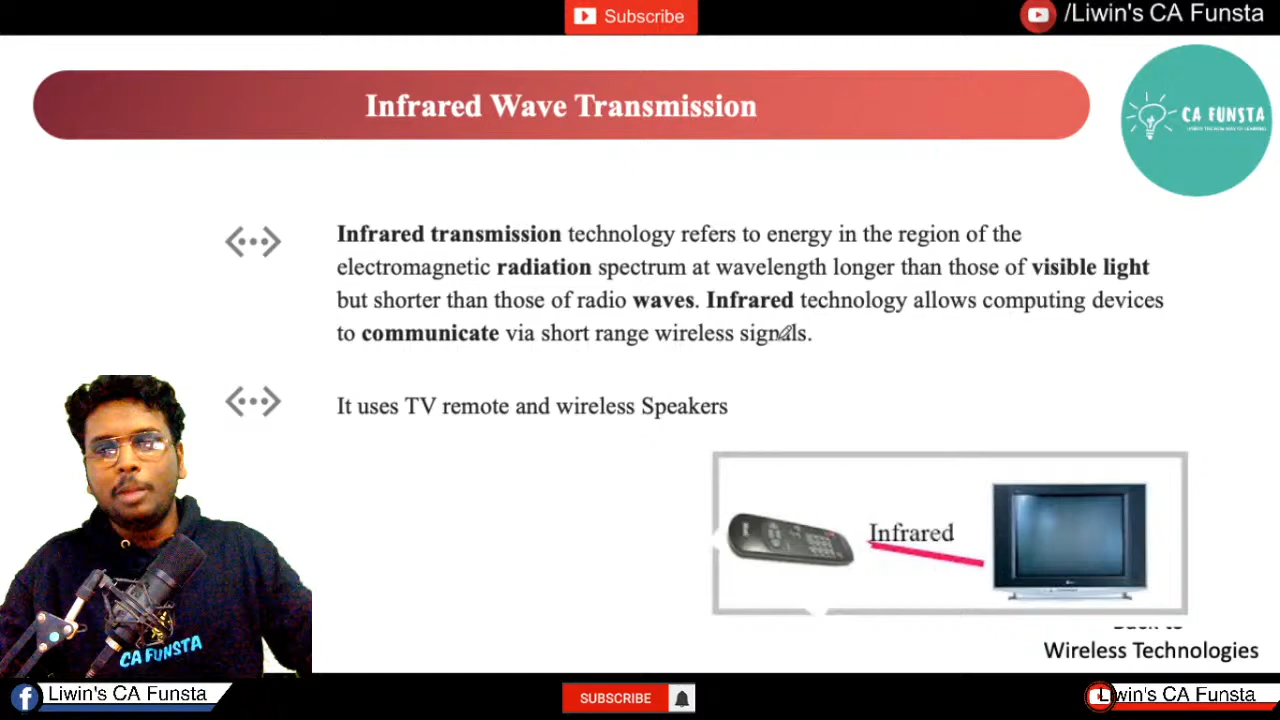 Subscribe
/Liwin's CA Funsta
Infrared Wave Transmission
CA FUNSTA
Infrared transmission technology refers to energy in the region of the
electromagnetic radiation spectrum at wavelength longer than those of visible light
but shorter than those of radio waves. Infrared technology allows computing devices
to communicate via short range wireless signals.
It uses TV remote and wireless Speakers
Infrared
Back to
Wireless Technologies
CA FUNSTA
Liwin's CA Funsta
SUBSCRIBE
Liwin's CA Funsta